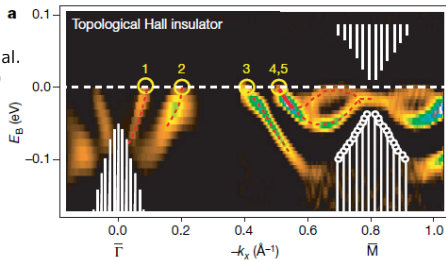 a
Topological Hall insulator
al.
0.1
0.0
–0.1
E_B (eV)
1
2
3
4,5
0.0
0.2
0.4
0.6
0.8
1.0
Γ̅
–k_x (Å⁻¹)
M̅